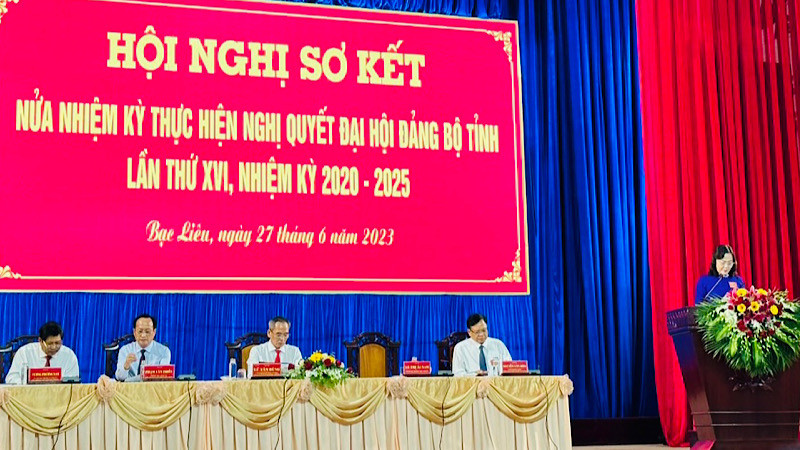 HỘI NGHỊ SƠ KẾT
NỬA NHIỆM KỲ THỰC HIỆN NGHỊ QUYẾT ĐẠI HỘI ĐẢNG BỘ TỈNH
LẦN THỨ XVI, NHIỆM KỲ 2020 - 2025
Bạc Liêu, ngày 27 tháng 6 năm 2023